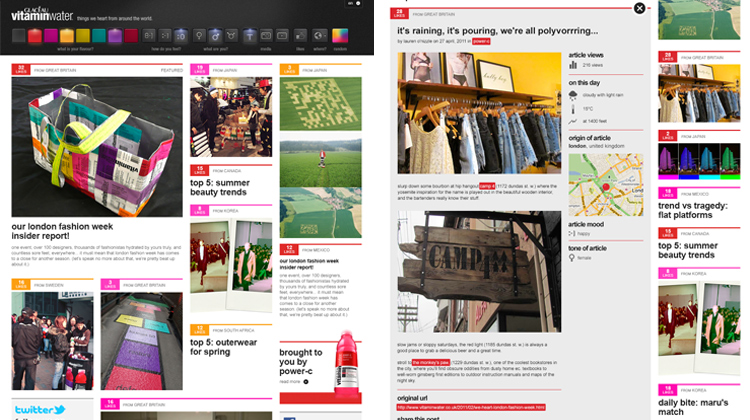 GLACÉAU
vitaminwater
things we heart from around the world.
en
what is your flavour?
how do you feel?
what are you?
media
likes
where?
random
32
LIKES
FROM GREAT BRITAIN
FEATURED
our london fashion week
insider report!
one event, over 100 designers, thousands of fashionistas hydrated by yours truly, and
countless sore feet, everywhere... it must mean that london fashion week has come to a
close for another season. (let's speak no more about that, we're pretty beat up
about it.)
FROM SWEDEN
LIKES
FROM GREAT BRITAIN
twitter
19
LIKES
FROM JAPAN
15
LIKES
FROM CANADA
top 5: summer
beauty trends
8
LIKES
FROM KOREA
12
LIKES
FROM SOUTH AFRICA
top 5: outerwear
for spring
3
LIKES
FROM JAPAN
12
LIKES
FROM MEXICO
our london fashion week
insider report!
one event, over 100 designers,
thousands of fashionistas hydrated
by yours truly, and countless sore
feet, everywhere... it must mean
that london fashion week has come
to a close for another season. (let's
speak no more about that, we're
pretty beat up about it.)
brought to
you by
power-c
read more
28
LIKES
FROM GREAT BRITAIN
it's raining, it's pouring, we're all polyvorrring...
by lauren o'nizzle on 27 april, 2011 in power-c
slurp down some bourbon at hip hangout camp 4 (1172 dundas st. w.) where the
yosemite inspiration for the name is played out in the beautiful wooden interior,
and the bartenders really know their stuff
slow jams or sloppy saturdays, the red light (1185 dundas st. w.) is always a
good place to grab a delicious beer and a great time.
stroll to the monkey's paw, (1229 dundas st. w.), one of the coolest bookstores in
the city, where you'll find obscure oddities from dusty home ec. textbooks to
well-worn ginsberg first editions to outdoor instruction manuals and maps of the
night sky.
original url
http://www.vitaminwater.co.uk/2011/02/we-heart-london-fashion-week.html
share this post
article views
216 views
on this day
cloudy with light rain
15°C
at 1400 feet
origin of article
london, united kingdom
article mood
happy
tone of article
female
28
LIKES
FROM GREAT BRITAIN
2
LIKES
FROM JAPAN
FROM MEXICO
trend vs tragedy:
flat platforms
15
LIKES
FROM CANADA
top 5: summer
beauty trends
8
LIKES
FROM KOREA
FROM GREAT BRITAIN
daily bite: maru's
match